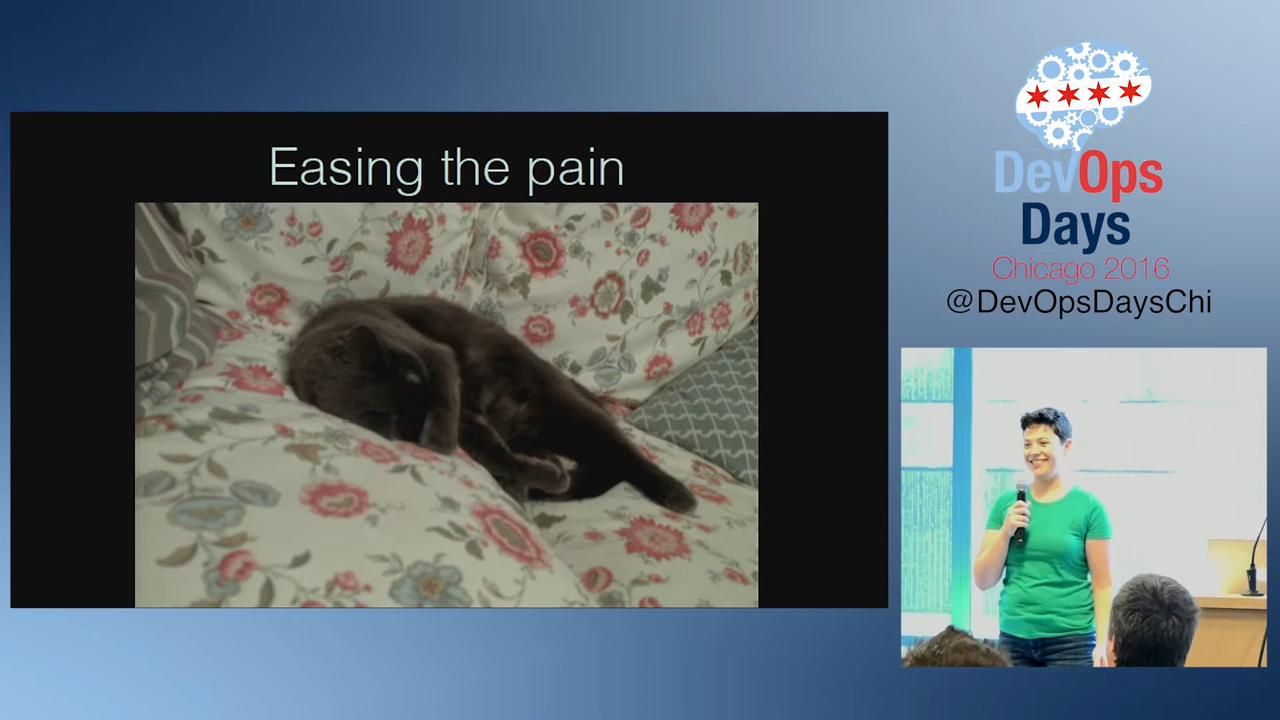 Easing the pain
DevOps
Days
Chicago 2016
@DevOpsDaysChi